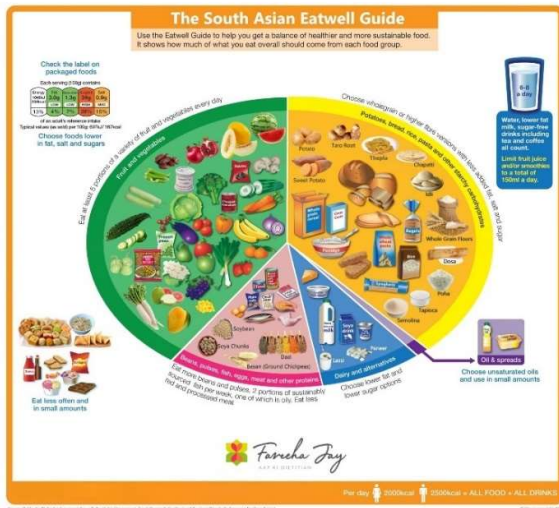 The South Asian Eatwell Guide
Use the Eatwell Guide to help you get a balance of healthier and more sustainable food.
It shows how much of what you eat overall should come from each food group.
Check the label on
packaged foods
Choose foods lower
in fat, salt and sugars
Eat at least 5 portions of a variety of fruit and vegetables every day
Fruit and vegetables
Choose wholegrain or higher fibre versions with less added fat, salt and sugar
Potatoes, bread, rice, pasta and other starchy carbohydrates
6-8
a day
Water, lower fat
milk, sugar-free
drinks including
tea and coffee
all count.
Limit fruit juice
and/or smoothies
to a total of
150ml a day.
Potato
Taro Root
Thepla
Chapatti
Sweet Potato
Whole Grain Flours
Dosa
Poha
Tapioca
Semolina
Soybean
Soya Chunks
Daal
Besan (Ground Chickpeas)
Lassi
Paneer
Beans, pulses, fish, eggs, meat and other proteins
Eat more beans and pulses, 2 portions of sustainably
sourced fish per week, one of which is oily. Eat less
red and processed meat
Dairy and alternatives
Choose lower fat and
lower sugar options
Oil & spreads
Choose unsaturated oils
and use in small amounts
Eat less often and
in small amounts
Fareeha Jay
Per day 2000kcal 2500kcal = ALL FOOD + ALL DRINKS